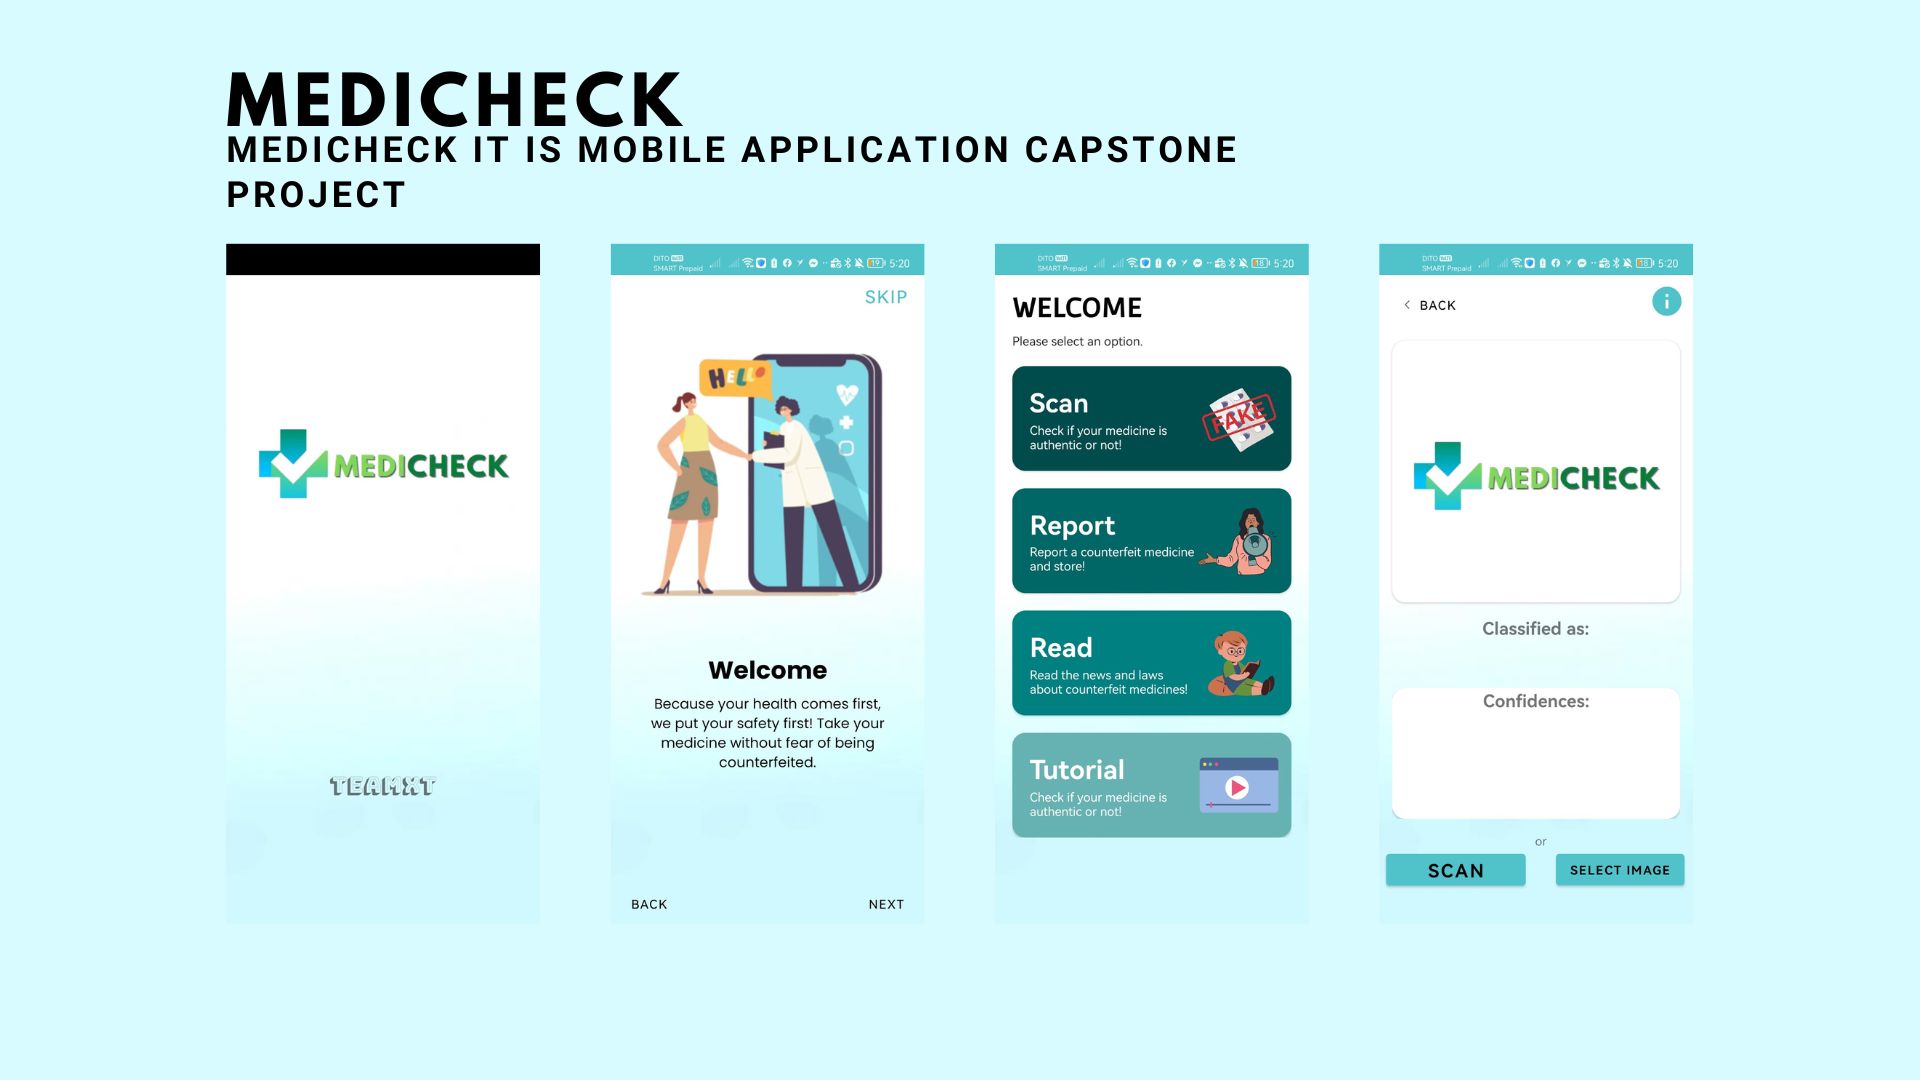 MEDICHECK
MEDICHECK IT IS MOBILE APPLICATION CAPSTONE
PROJECT
MEDICHECK
TEAMXT
DITO
SMART Prepaid
19
5:20
SKIP
HELLO
Welcome
Because your health comes first,
we put your safety first! Take your
medicine without fear of being
counterfeited.
BACK
NEXT
DITO
SMART Prepaid
18
5:20
WELCOME
Please select an option.
Scan
Check if your medicine is
authentic or not!
FAKE
Report
Report a counterfeit medicine
and store!
Read
Read the news and laws
about counterfeit medicines!
Tutorial
Check if your medicine is
authentic or not!
DITO
SMART Prepaid
18
5:20
< BACK
i
MEDICHECK
Classified as:
Confidences:
or
SCAN
SELECT IMAGE